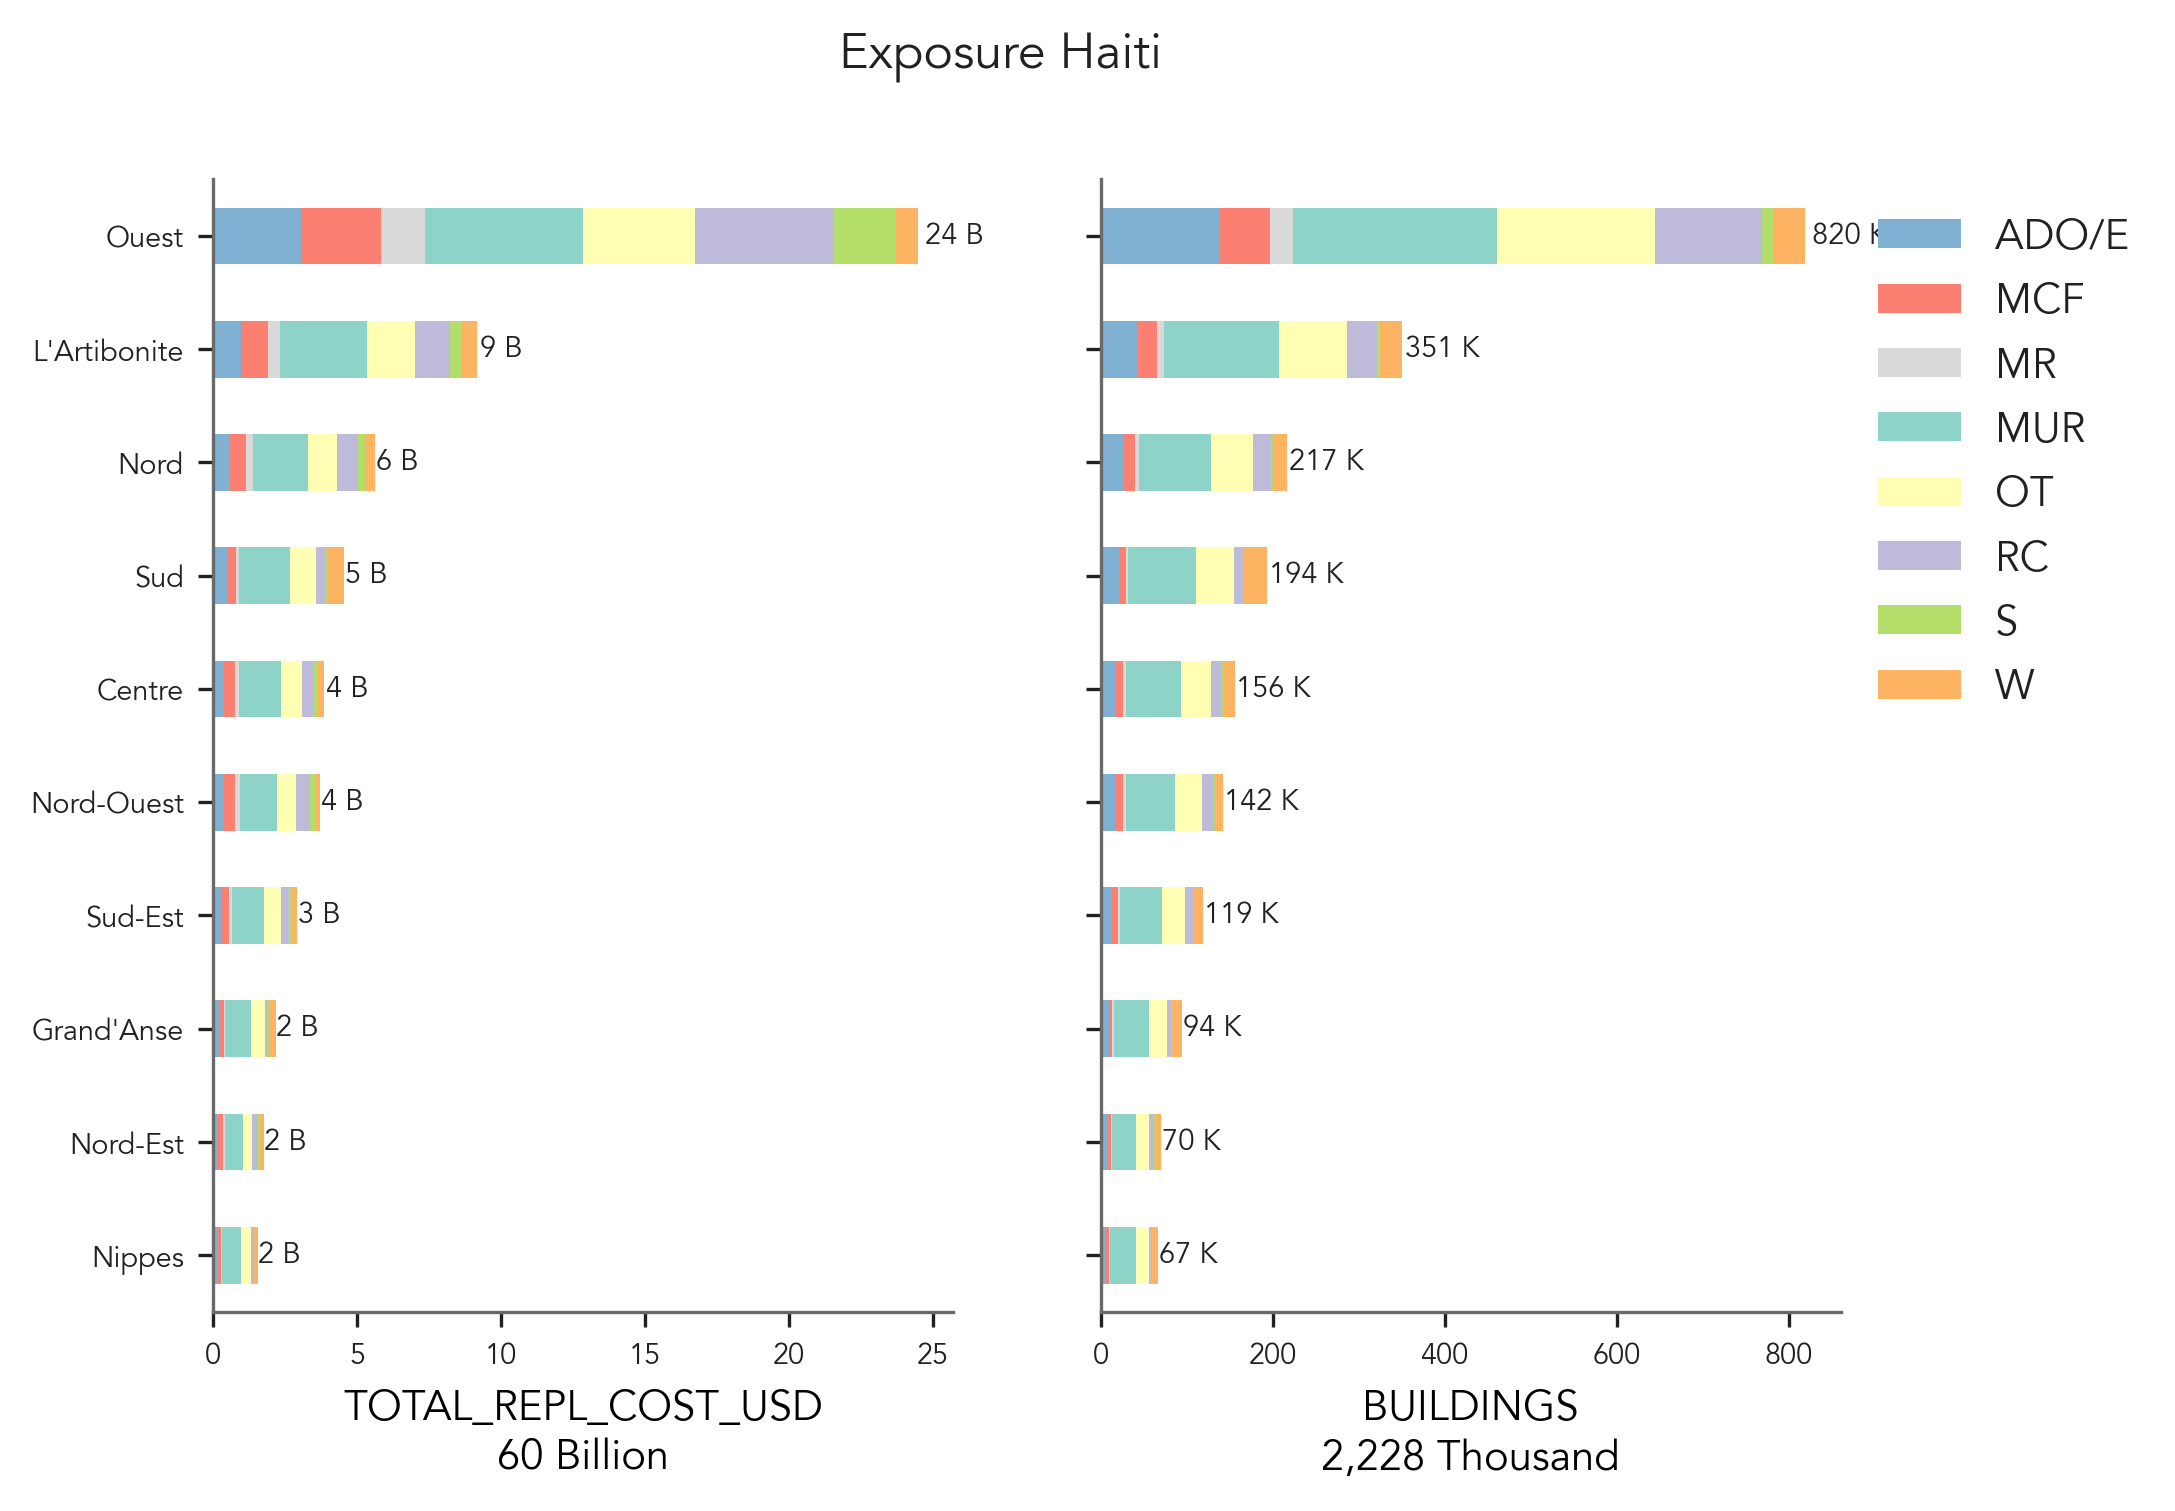 Exposure Haiti
Ouest
24 B
L'Artibonite
9 B
Nord
6 B
Sud
5 B
Centre
4 B
Nord-Ouest
4 B
Sud-Est
3 B
Grand'Anse
2 B
Nord-Est
2 B
Nippes
2 B
0 5 10 15 20 25
TOTAL_REPL_COST_USD
60 Billion
820 K
351 K
217 K
194 K
156 K
142 K
119 K
94 K
70 K
67 K
0 200 400 600 800
BUILDINGS
2,228 Thousand
ADO/E
MCF
MR
MUR
OT
RC
S
W